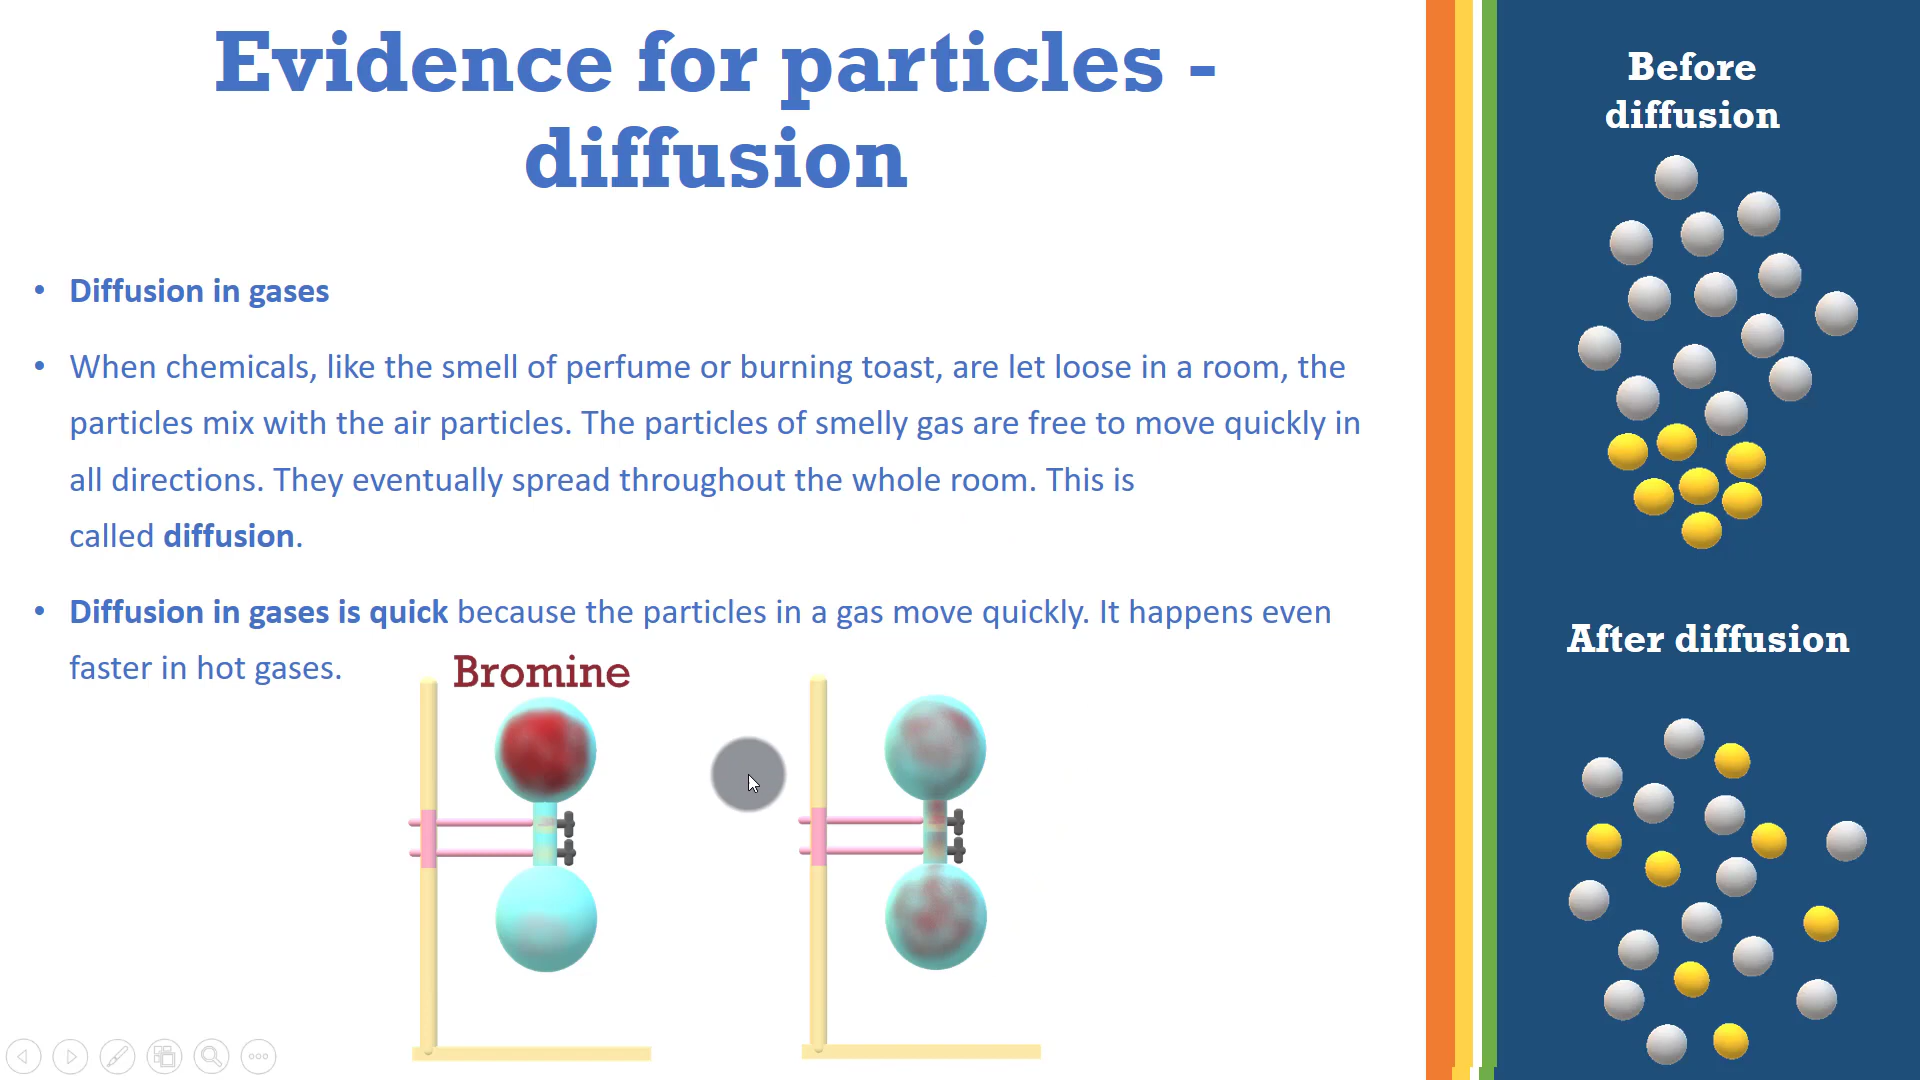 Evidence for particles -
diffusion
• Diffusion in gases
• When chemicals, like the smell of perfume or burning toast, are let loose in a room, the
particles mix with the air particles. The particles of smelly gas are free to move quickly in
all directions. They eventually spread throughout the whole room. This is
called diffusion.
• Diffusion in gases is quick because the particles in a gas move quickly. It happens even
faster in hot gases.
Bromine
Before
diffusion
After diffusion